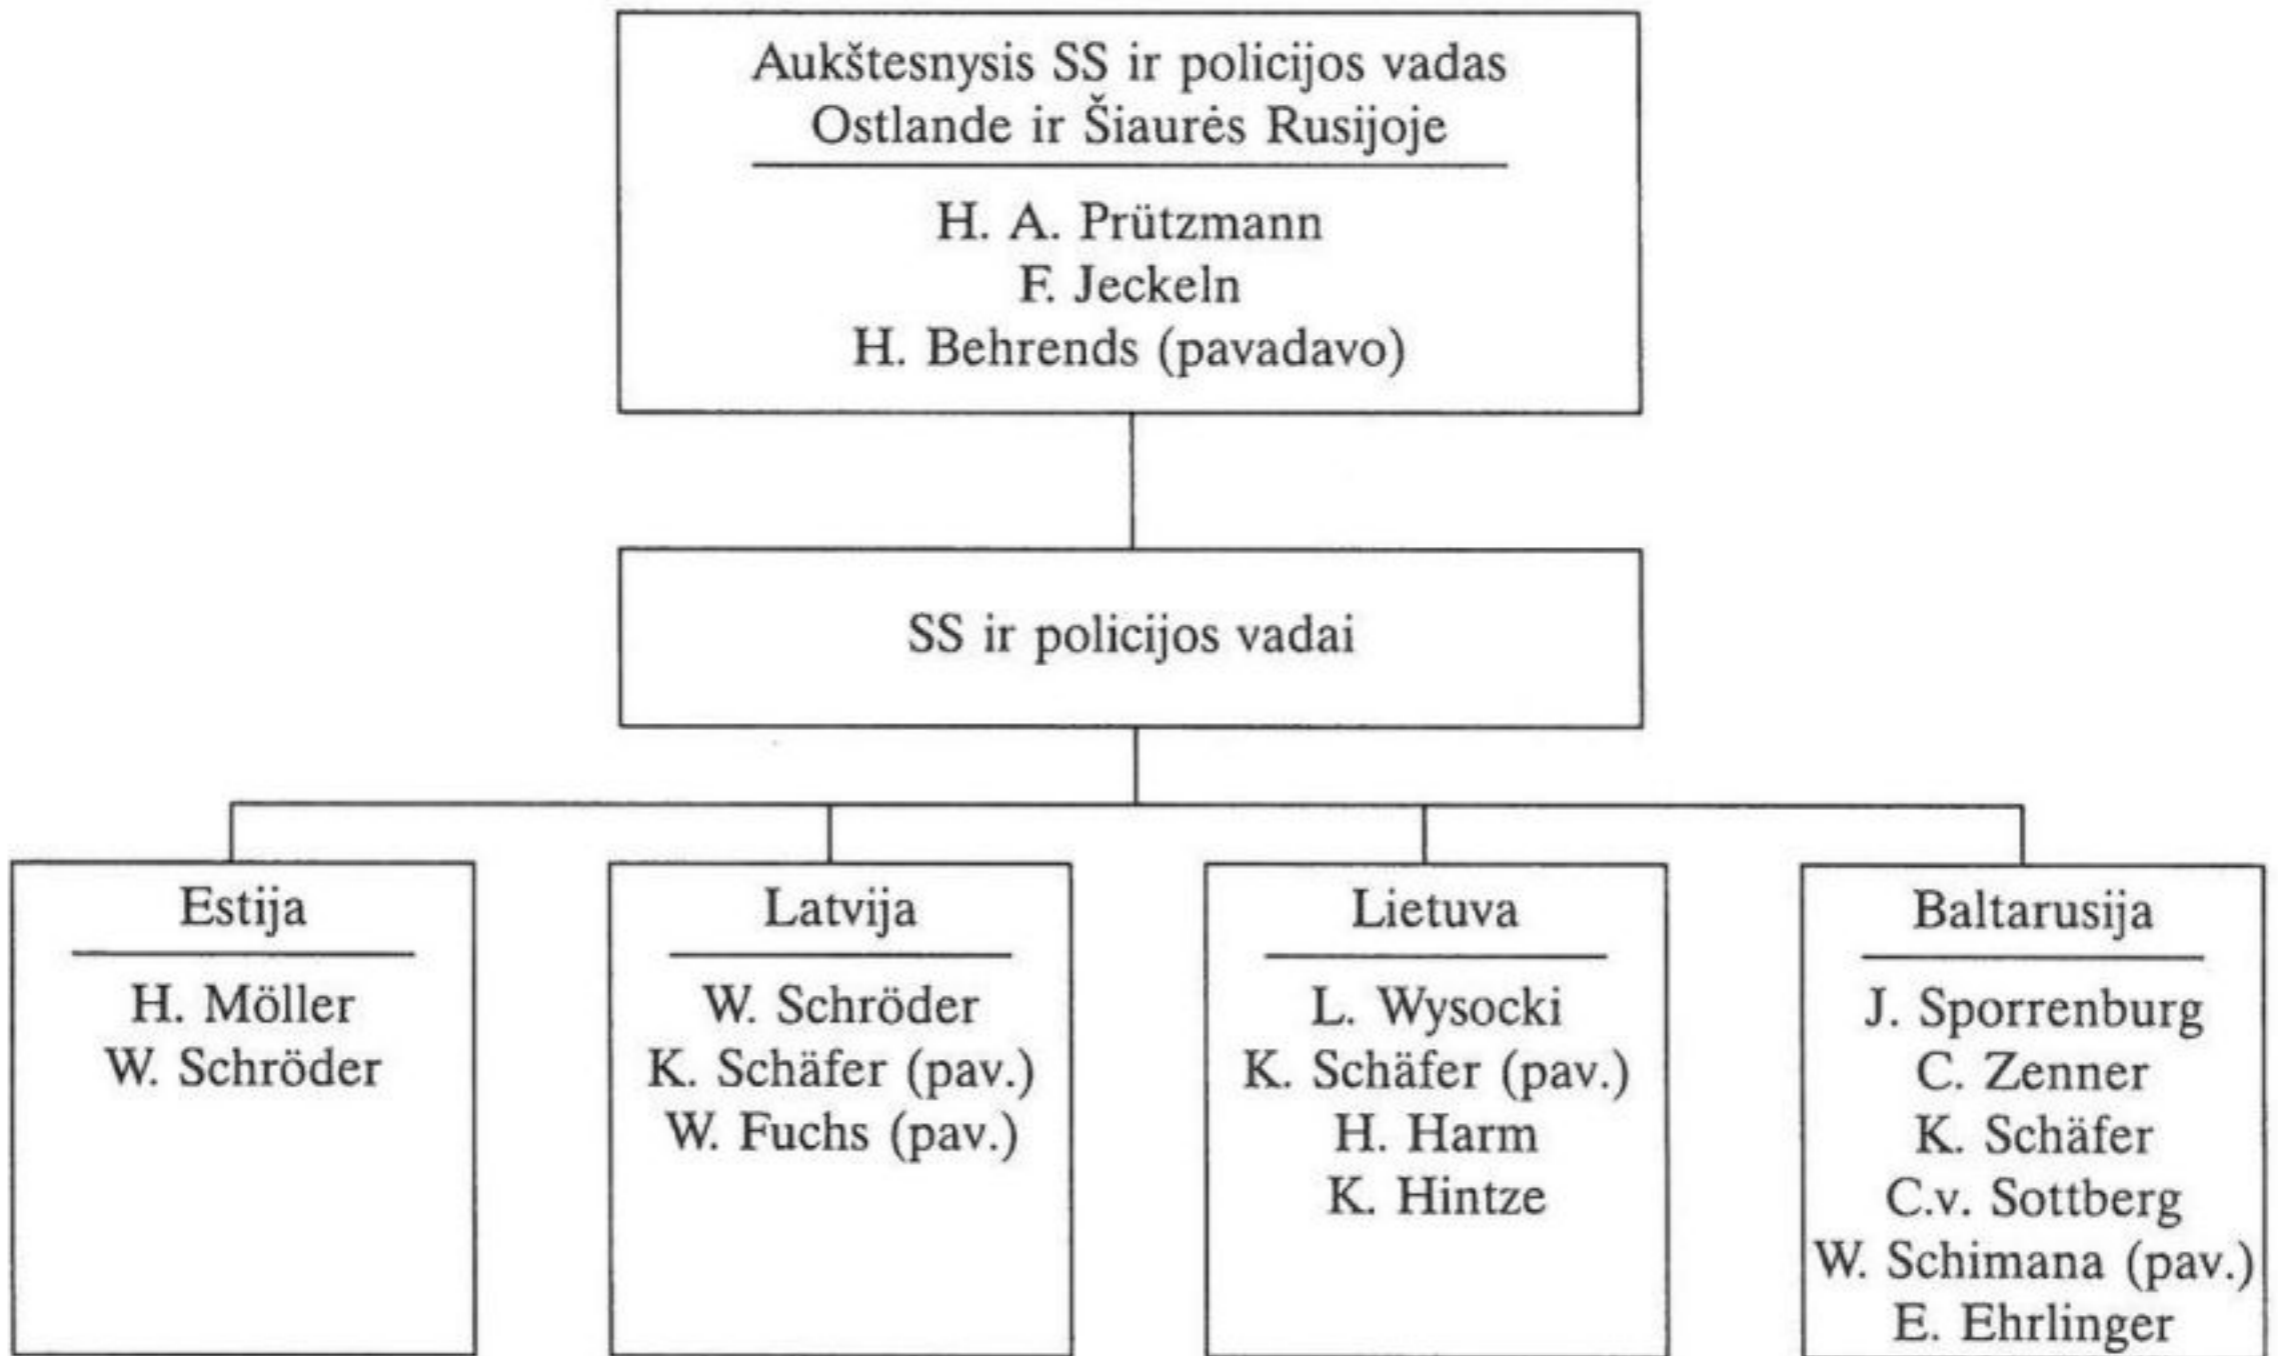 Aukštesnysis SS ir policijos vadas
Ostlande ir Šiaurės Rusijoje
H. A. Prützmann
F. Jeckeln
H. Behrends (pavadavo)
SS ir policijos vadai
Estija
H. Möller
W. Schröder
Latvija
W. Schröder
K. Schäfer (pav.)
W. Fuchs (pav.)
Lietuva
L. Wysocki
K. Schäfer (pav.)
H. Harm
K. Hintze
Baltarusija
J. Sporrenburg
C. Zenner
K. Schäfer
C.v. Sottberg
W. Schimana (pav.)
E. Ehrlinger